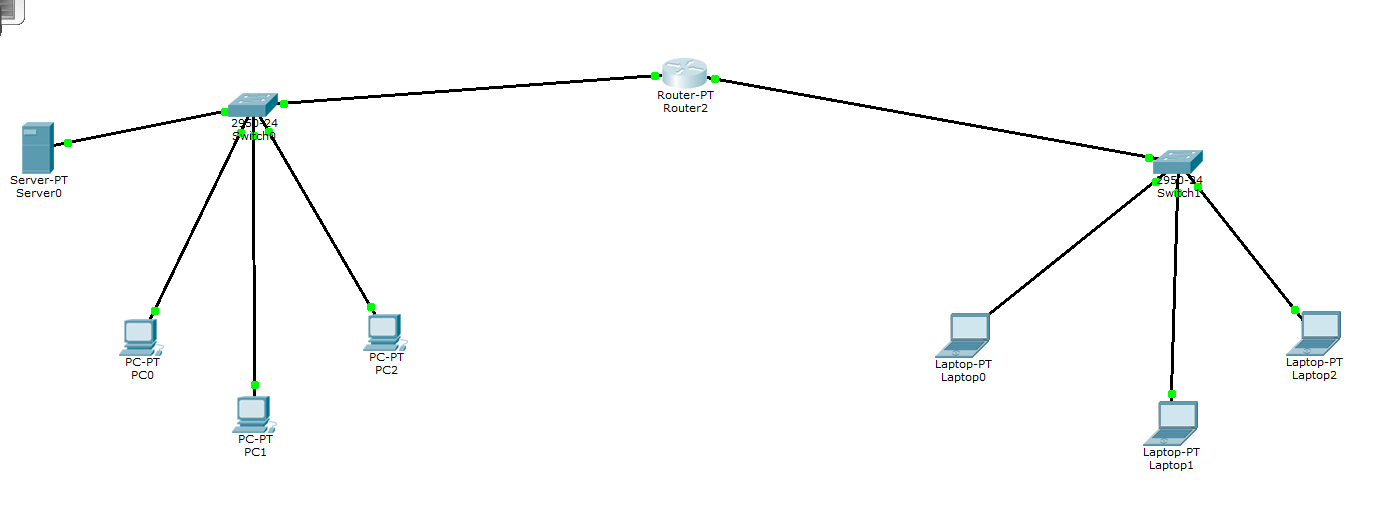 Router-PT
Router2
2950-24
Switch0
Server-PT
Server0
2950-24
Switch1
PC-PT
PC0
PC-PT
PC2
PC-PT
PC1
Laptop-PT
Laptop0
Laptop-PT
Laptop2
Laptop-PT
Laptop1